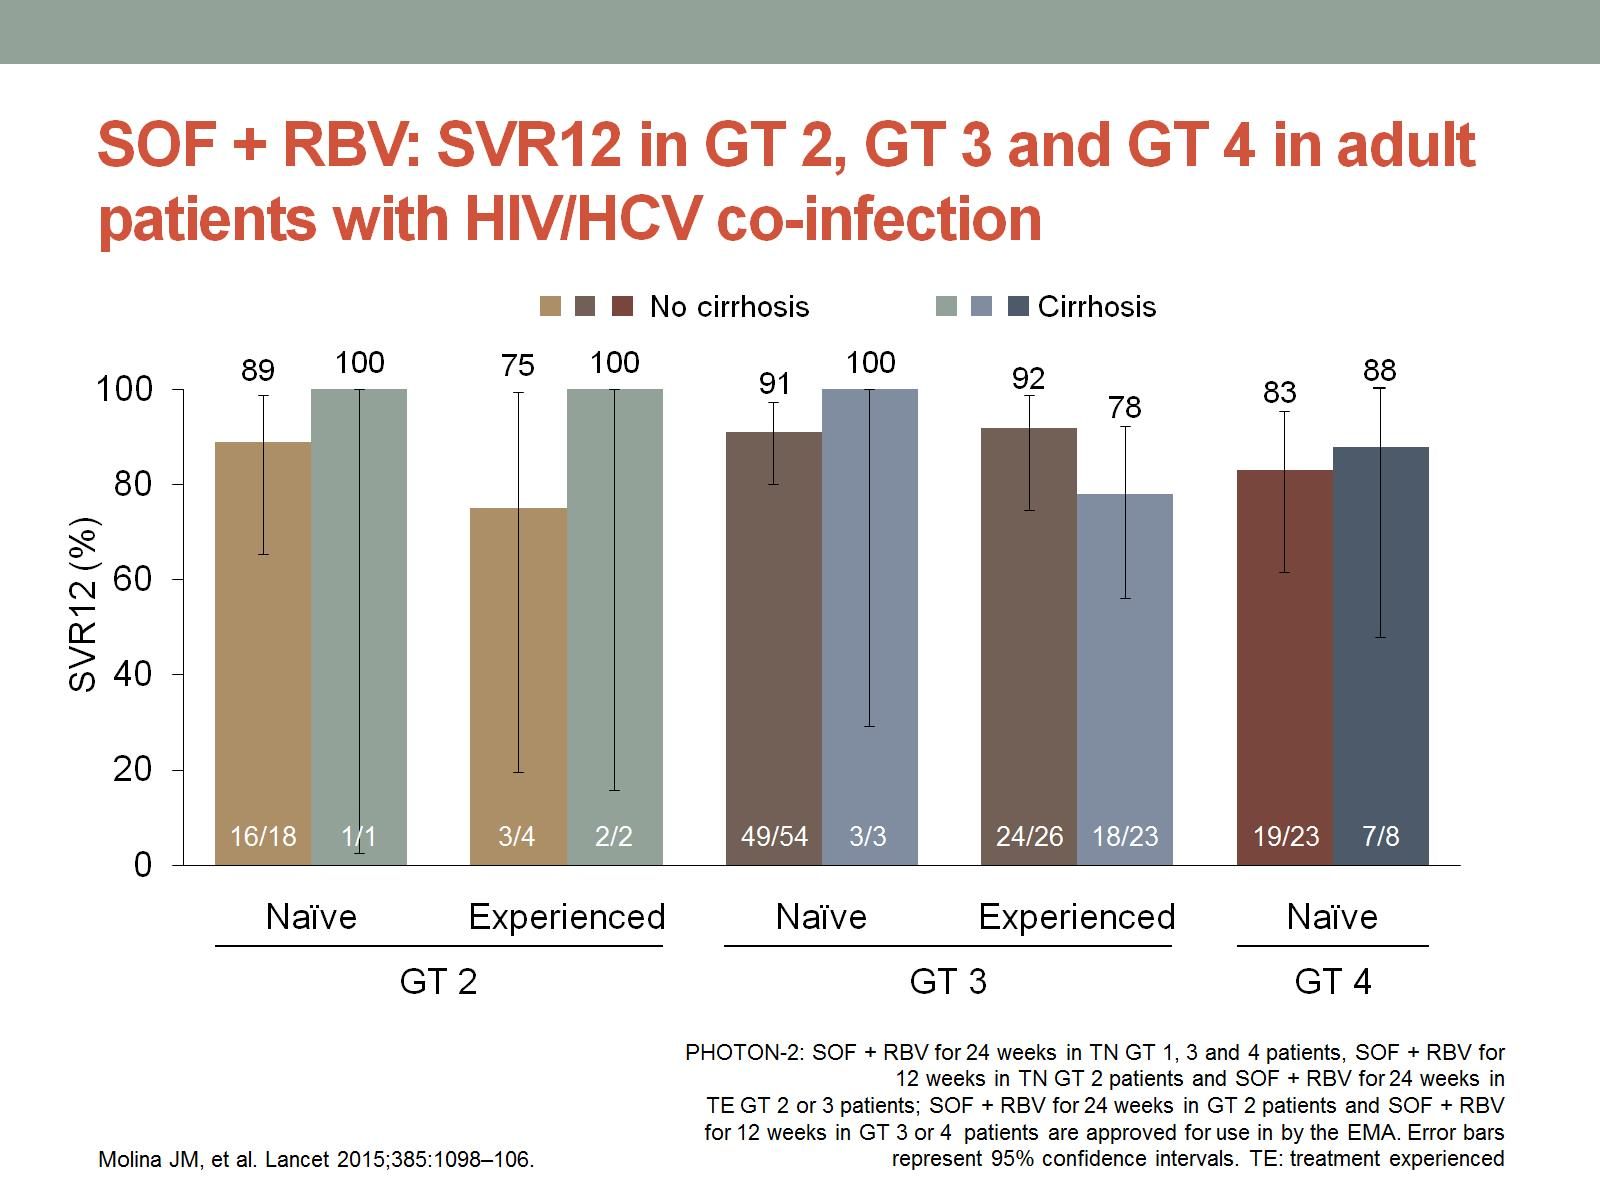 SOF + RBV: SVR12 in GT 2, GT 3 and GT 4 in adult
patients with HIV/HCV co-infection
No cirrhosis
Cirrhosis
SVR12 (%)
100
80
60
40
20
0
89
100
75
100
91
100
92
78
83
88
16/18
1/1
3/4
2/2
49/54
3/3
24/26
18/23
19/23
7/8
Naïve
Experienced
Naïve
Experienced
Naïve
GT 2
GT 3
GT 4
PHOTON-2: SOF + RBV for 24 weeks in TN GT 1, 3 and 4 patients, SOF + RBV for
12 weeks in TN GT 2 patients and SOF + RBV for 24 weeks in
TE GT 2 or 3 patients; SOF + RBV for 24 weeks in GT 2 patients and SOF + RBV
for 12 weeks in GT 3 or 4 patients are approved for use in by the EMA. Error bars
represent 95% confidence intervals. TE: treatment experienced
Molina JM, et al. Lancet 2015;385:1098–106.